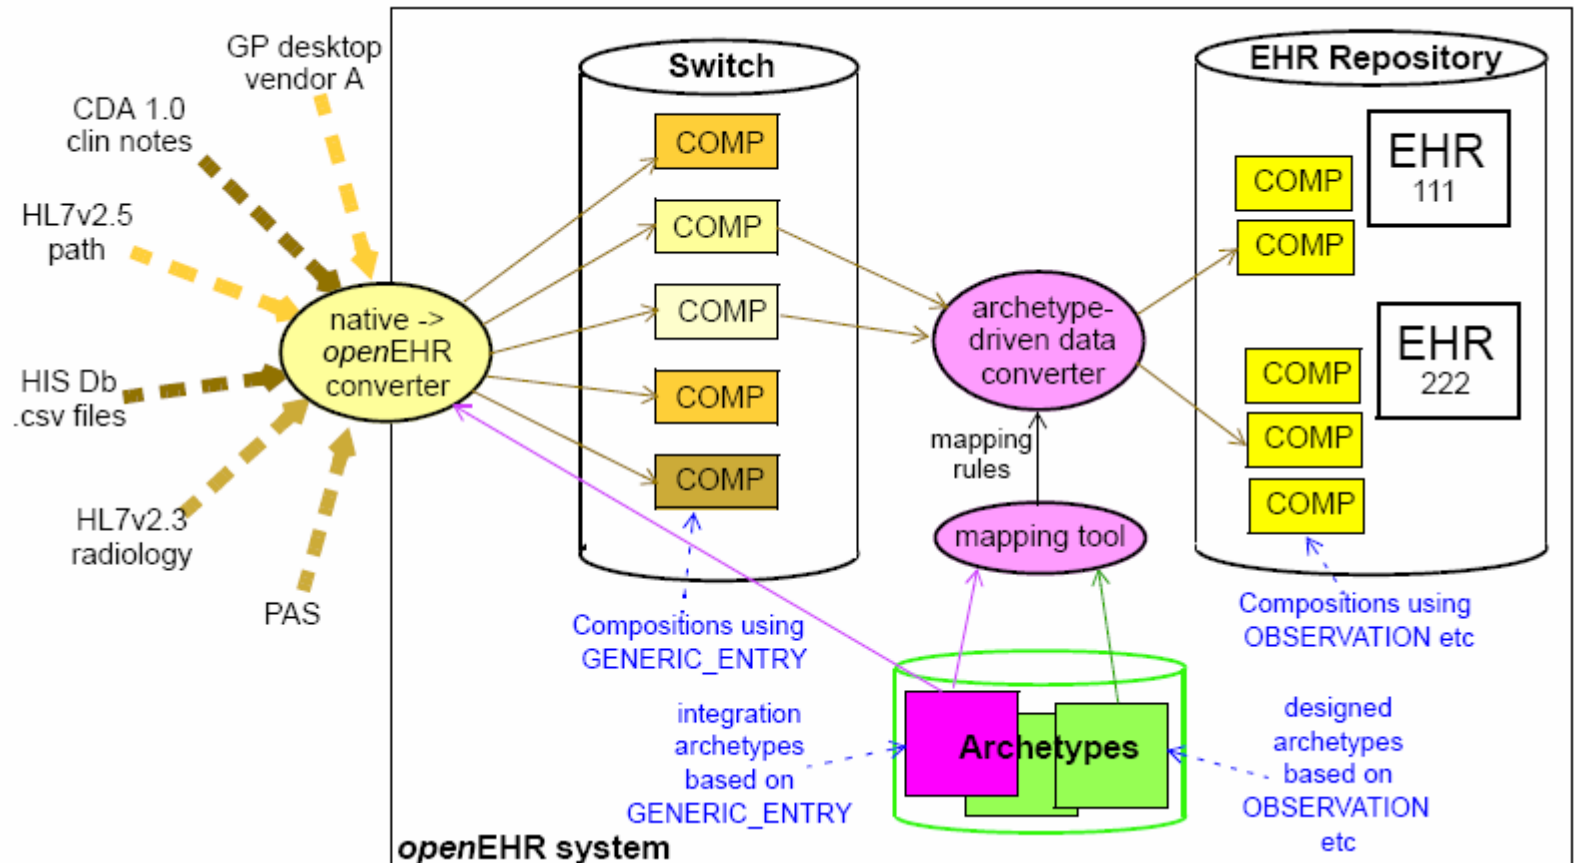 GP desktop
vendor A
CDA 1.0
clin notes
HL7v2.5
path
HIS Db
.csv files
HL7v2.3
radiology
PAS
native ->
openEHR
converter
Switch
COMP
COMP
COMP
COMP
COMP
Compositions using
GENERIC_ENTRY
archetype-
driven data
converter
mapping
rules
mapping tool
EHR Repository
EHR
111
COMP
COMP
EHR
222
COMP
COMP
COMP
Compositions using
OBSERVATION etc
integration
archetypes
based on
GENERIC_ENTRY
Archetypes
designed
archetypes
based on
OBSERVATION
etc
openEHR system